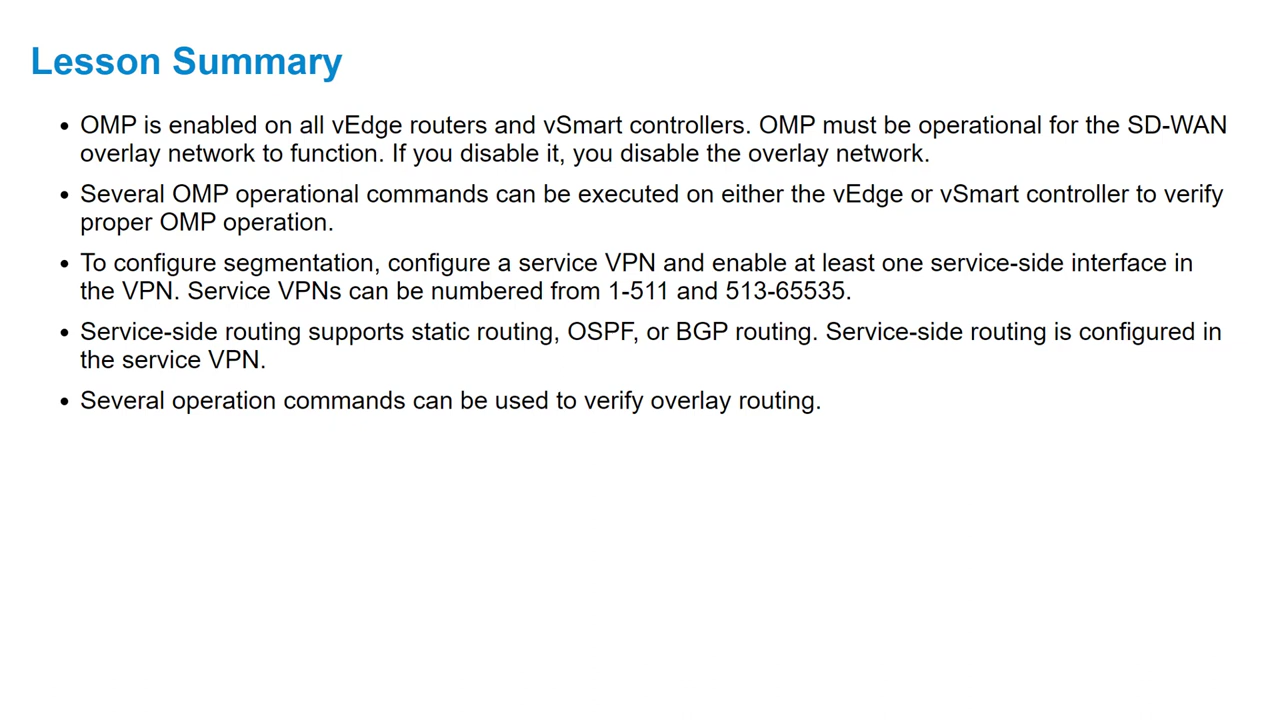 Lesson Summary
• OMP is enabled on all vEdge routers and vSmart controllers. OMP must be operational for the SD-WAN
overlay network to function. If you disable it, you disable the overlay network.
• Several OMP operational commands can be executed on either the vEdge or vSmart controller to verify
proper OMP operation.
• To configure segmentation, configure a service VPN and enable at least one service-side interface in
the VPN. Service VPNs can be numbered from 1-511 and 513-65535.
• Service-side routing supports static routing, OSPF, or BGP routing. Service-side routing is configured in
the service VPN.
• Several operation commands can be used to verify overlay routing.